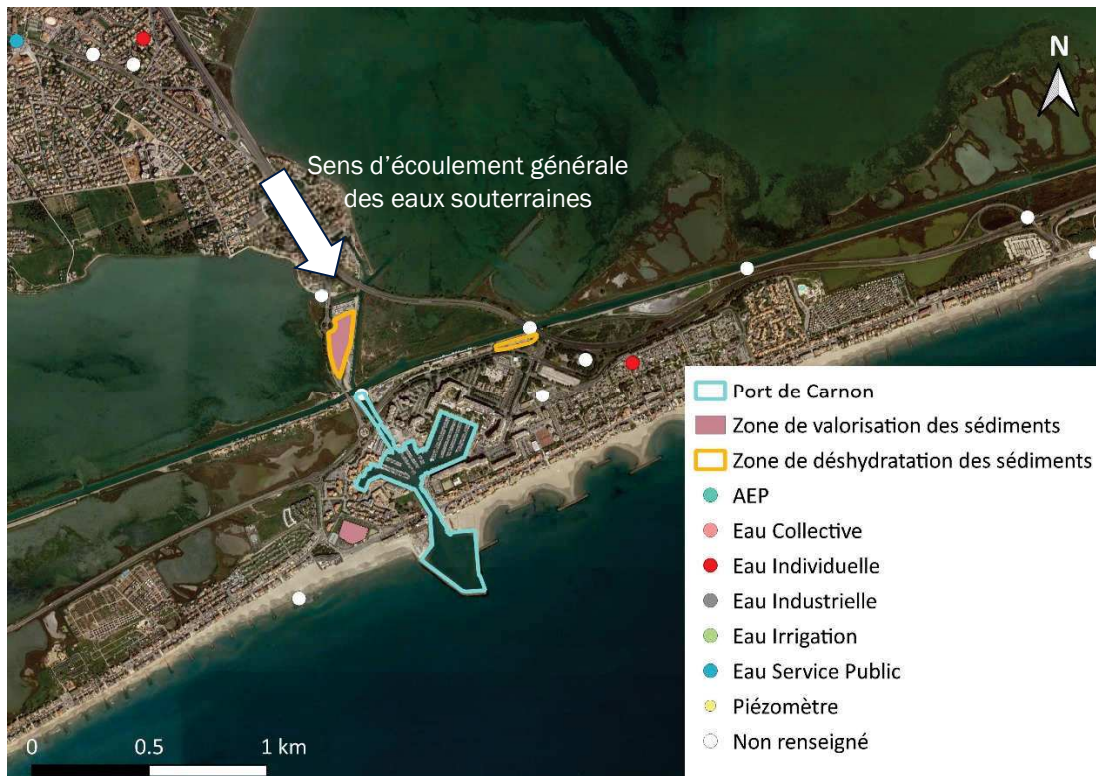 N
Sens d'écoulement générale
des eaux souterraines
Port de Carnon
Zone de valorisation des sédiments
Zone de déshydratation des sédiments
AEP
Eau Collective
Eau Individuelle
Eau Industrielle
Eau Irrigation
Eau Service Public
Piézomètre
Non renseigné
0 0.5 1 km